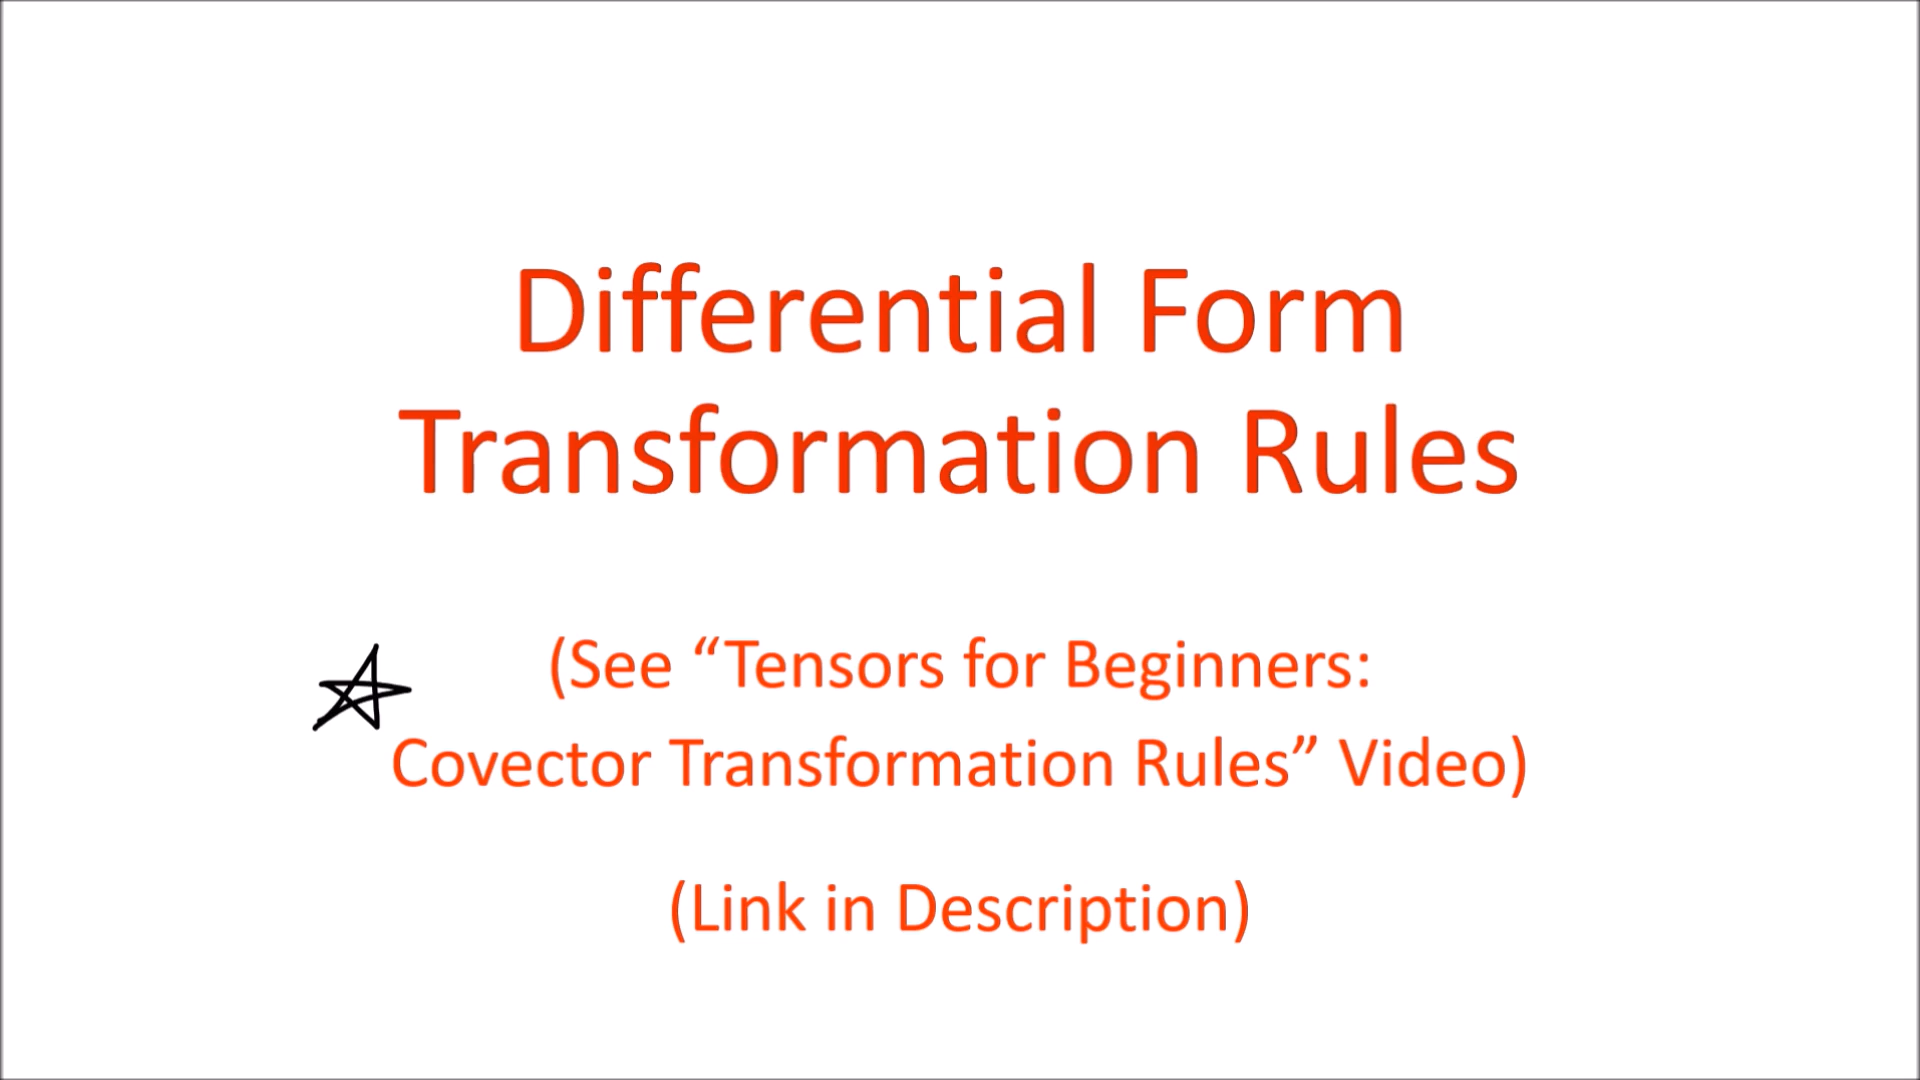 Differential Form
Transformation Rules
(See “Tensors for Beginners:
Covector Transformation Rules” Video)
(Link in Description)